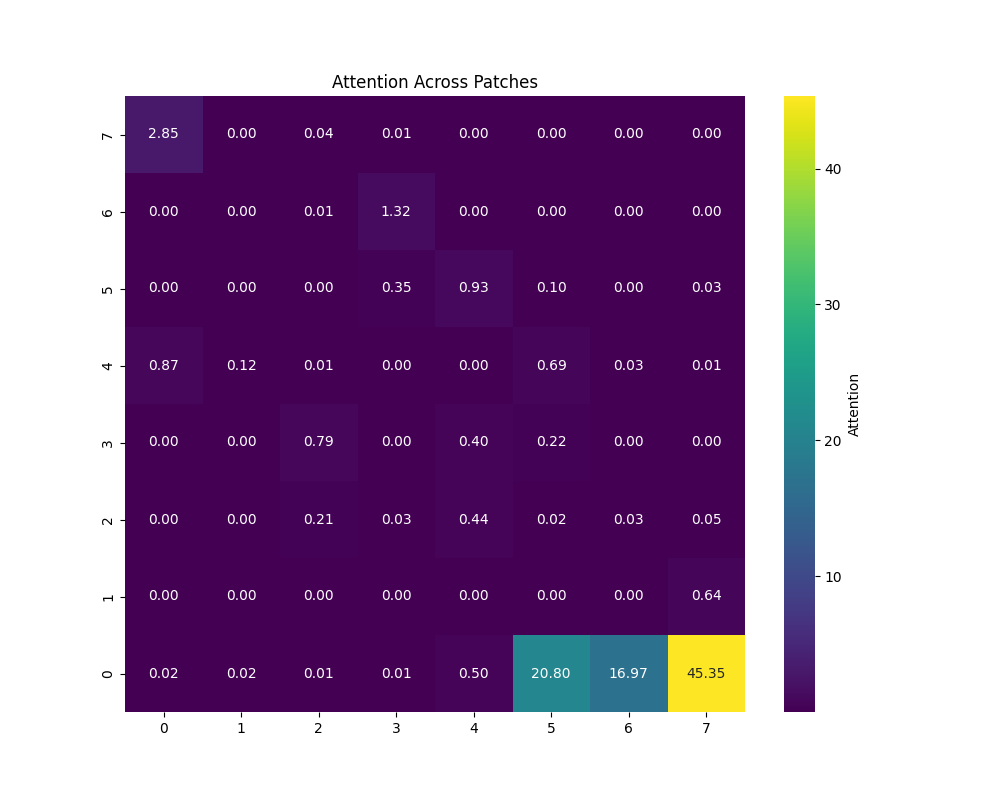 Attention Across Patches
7 2.85 0.00 0.04 0.01 0.00 0.00 0.00 0.00
6 0.00 0.00 0.01 1.32 0.00 0.00 0.00 0.00
5 0.00 0.00 0.00 0.35 0.93 0.10 0.00 0.03
4 0.87 0.12 0.01 0.00 0.00 0.69 0.03 0.01
3 0.00 0.00 0.79 0.00 0.40 0.22 0.00 0.00
2 0.00 0.00 0.21 0.03 0.44 0.02 0.03 0.05
1 0.00 0.00 0.00 0.00 0.00 0.00 0.00 0.64
0 0.02 0.02 0.01 0.01 0.50 20.80 16.97 45.35
0 1 2 3 4 5 6 7
40
30
20
10
Attention